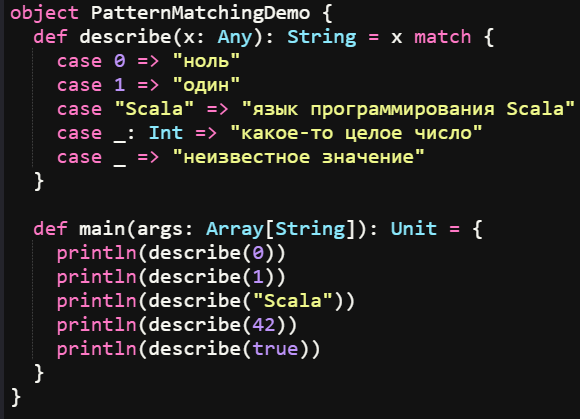 object PatternMatchingDemo {
  def describe(x: Any): String = x match {
    case 0 => "ноль"
    case 1 => "один"
    case "Scala" => "язык программирования Scala"
    case _: Int => "какое-то целое число"
    case _ => "неизвестное значение"
  }

  def main(args: Array[String]): Unit = {
    println(describe(0))
    println(describe(1))
    println(describe("Scala"))
    println(describe(42))
    println(describe(true))
  }
}